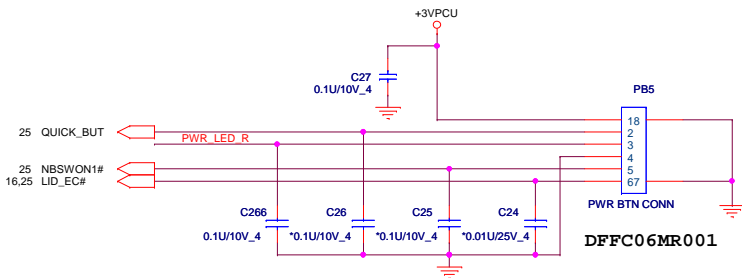 +3VPCU
C27
0.1U/10V_4
PB5
25 QUICK_BUT
PWR_LED_R
25 NBSWON1#
16,25 LID_EC#
18
2
3
4
5
67
PWR BTN CONN
C266
0.1U/10V_4
C26
*0.1U/10V_4
C25
*0.1U/10V_4
C24
*0.01U/25V_4
DFFC06MR001